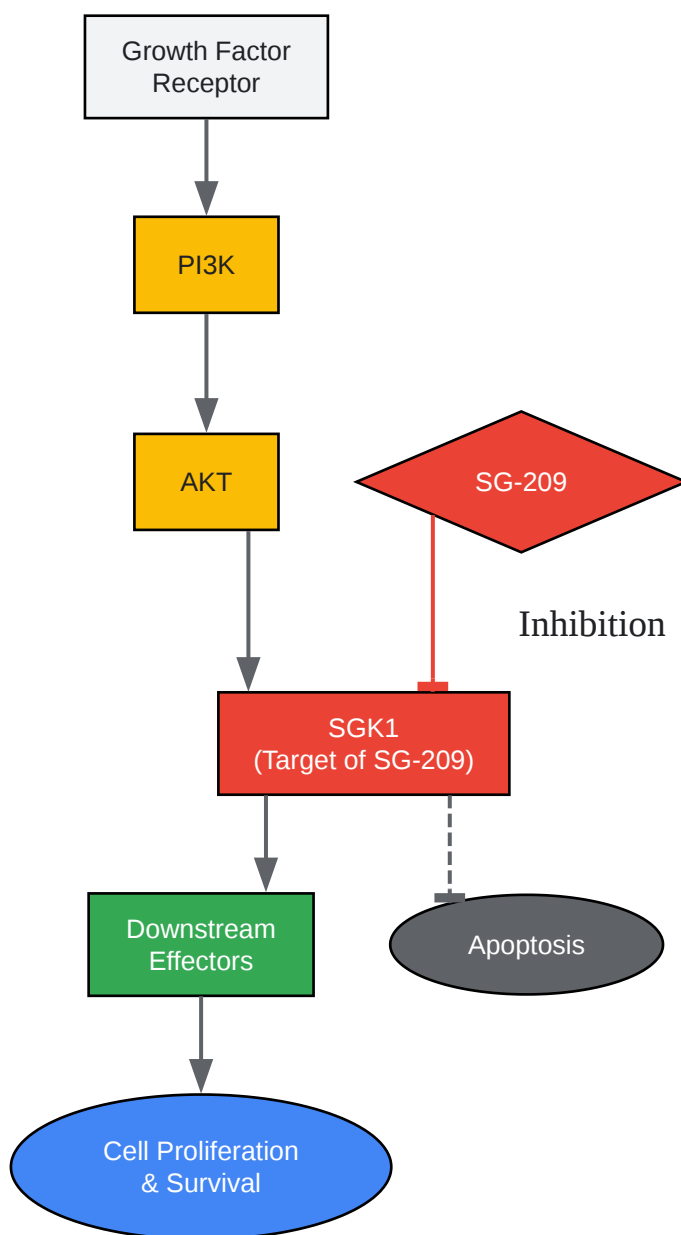 Growth Factor
Receptor
PI3K
AKT
SG-209
Inhibition
SGK1
(Target of SG-209)
Downstream
Effectors
Apoptosis
Cell Proliferation
& Survival